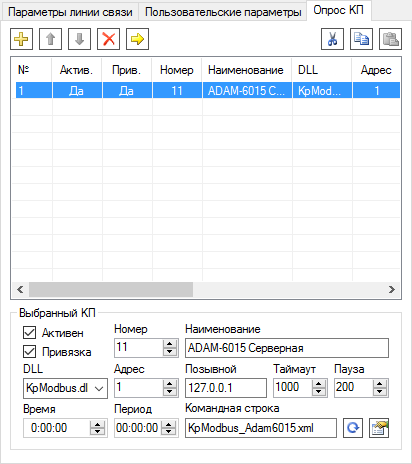 Параметры линии связи Пользовательские параметры Опрос КП
№ Актив. Прив. Номер Наименование DLL Адрес
1 Да Да 11 ADAM-6015 С... KpMod... 1
Выбранный КП
Активен Номер Наименование
Привязка 11 ADAM-6015 Серверная
DLL Адрес Позывной Таймаут Пауза
KpModbus.dl 1 127.0.0.1 1000 200
Время Период Командная строка
0:00:00 00:00:00 KpModbus_Adam6015.xml